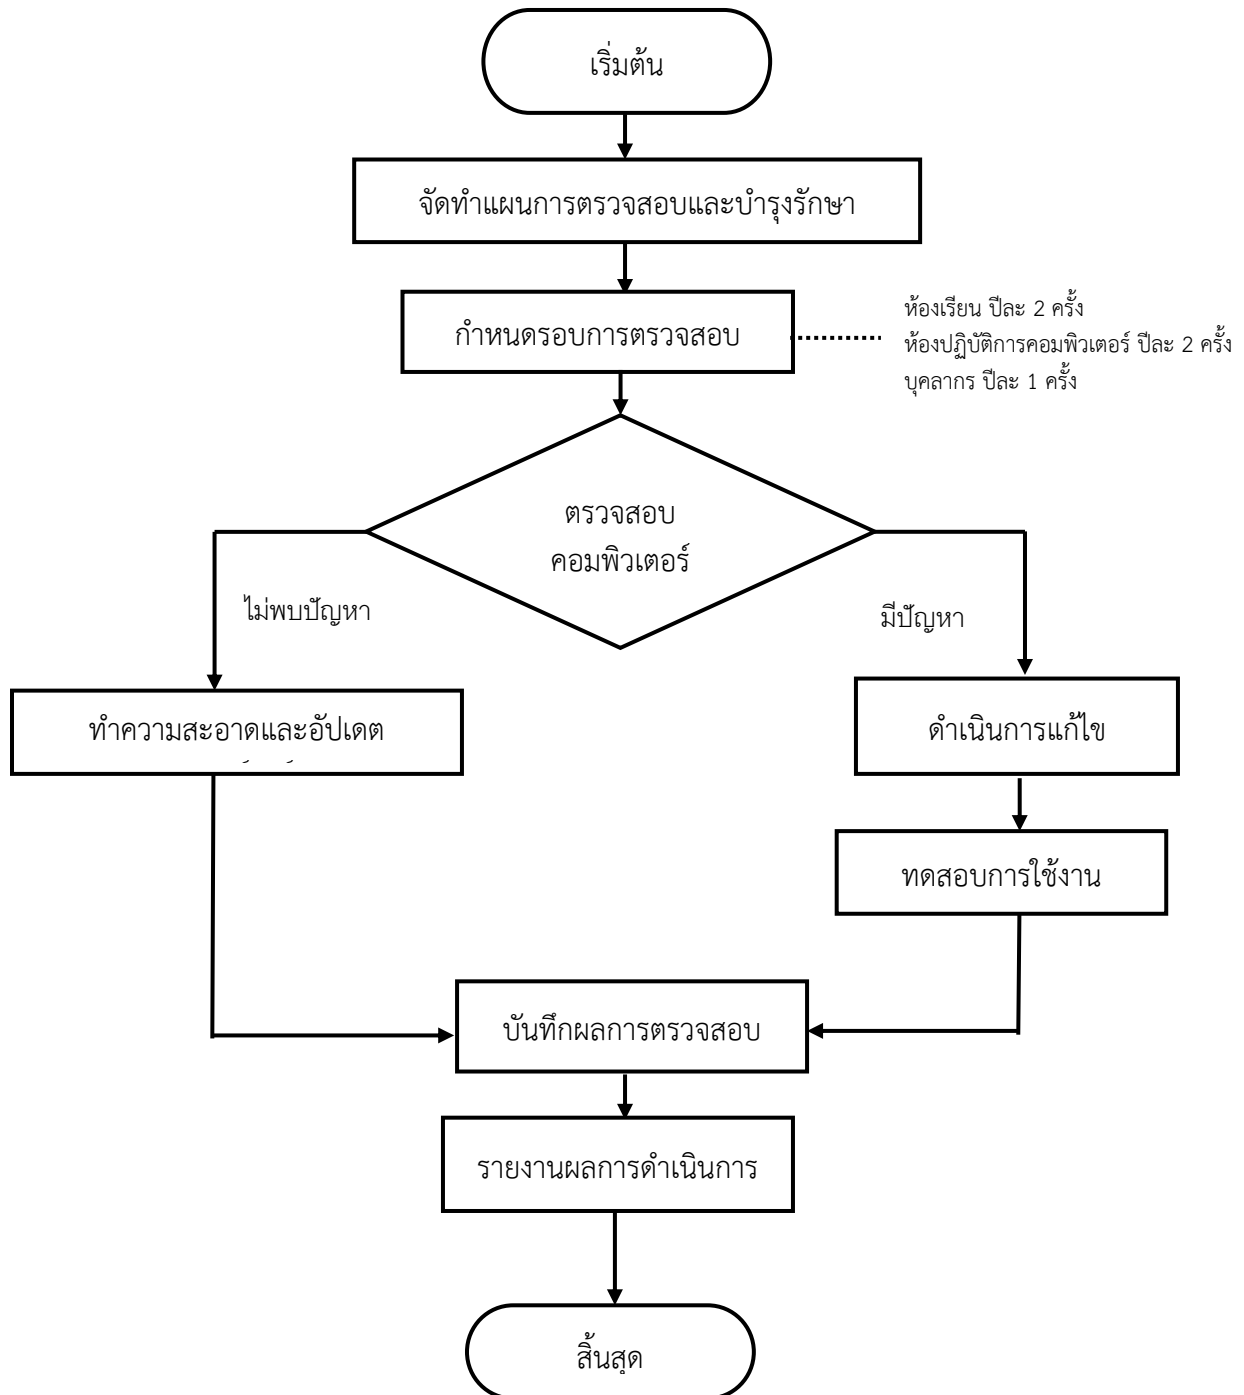 เริ่มต้น
จัดทำแผนการตรวจสอบและบำรุงรักษา
กำหนดรอบการตรวจสอบ
ห้องเรียน ปีละ 2 ครั้ง
ห้องปฏิบัติการคอมพิวเตอร์ ปีละ 2 ครั้ง
บุคลากร ปีละ 1 ครั้ง
ตรวจสอบ
คอมพิวเตอร์
ไม่พบปัญหา
มีปัญหา
ทำความสะอาดและอัปเดต
ดำเนินการแก้ไข
ทดสอบการใช้งาน
บันทึกผลการตรวจสอบ
รายงานผลการดำเนินการ
สิ้นสุด